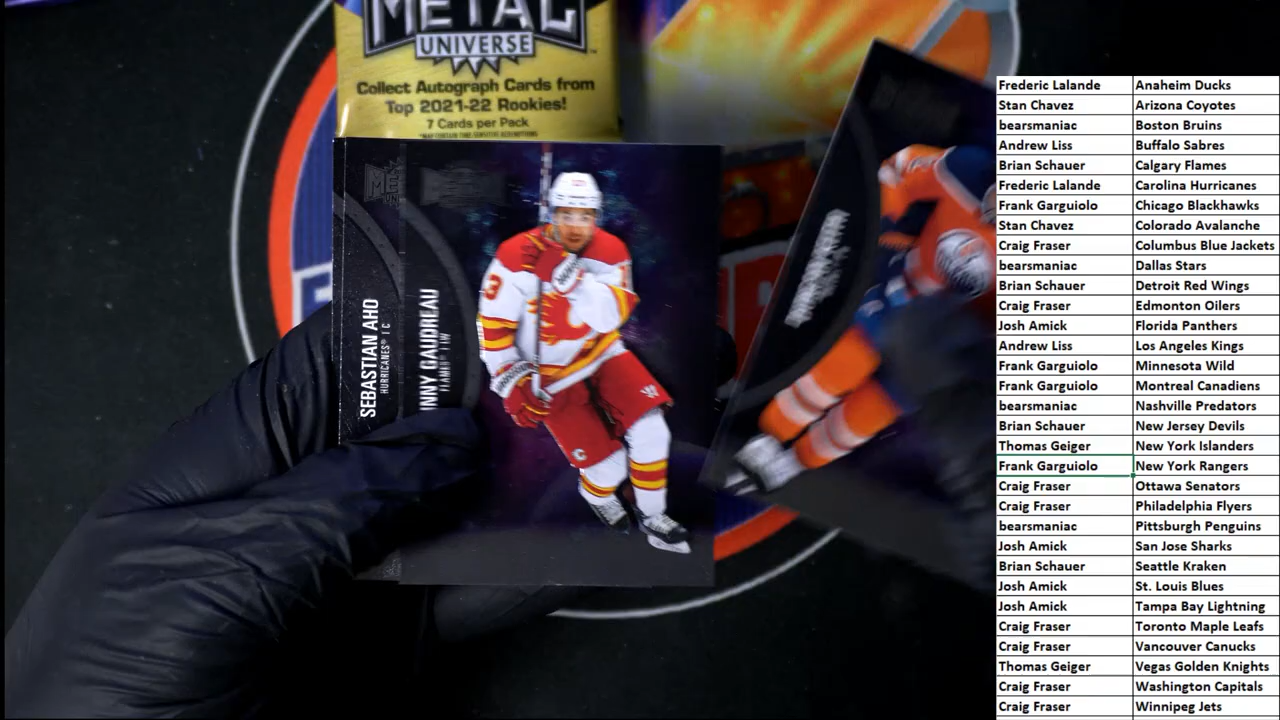 METAL
UNIVERSE
Collect Autograph Cards from
Top 2021-22 Rookies!
7 Cards per Pack
SEBASTIAN AHO
HURRICANES® | C
NNY GAUDREAU
FLAMES® | LW
Frederic Lalande Anaheim Ducks
Stan Chavez Arizona Coyotes
bearsmaniac Boston Bruins
Andrew Liss Buffalo Sabres
Brian Schauer Calgary Flames
Frederic Lalande Carolina Hurricanes
Frank Garguiolo Chicago Blackhawks
Stan Chavez Colorado Avalanche
Craig Fraser Columbus Blue Jackets
bearsmaniac Dallas Stars
Brian Schauer Detroit Red Wings
Craig Fraser Edmonton Oilers
Josh Amick Florida Panthers
Andrew Liss Los Angeles Kings
Frank Garguiolo Minnesota Wild
Frank Garguiolo Montreal Canadiens
bearsmaniac Nashville Predators
Brian Schauer New Jersey Devils
Thomas Geiger New York Islanders
Frank Garguiolo New York Rangers
Craig Fraser Ottawa Senators
Craig Fraser Philadelphia Flyers
bearsmaniac Pittsburgh Penguins
Josh Amick San Jose Sharks
Brian Schauer Seattle Kraken
Josh Amick St. Louis Blues
Josh Amick Tampa Bay Lightning
Craig Fraser Toronto Maple Leafs
Craig Fraser Vancouver Canucks
Thomas Geiger Vegas Golden Knights
Craig Fraser Washington Capitals
Craig Fraser Winnipeg Jets